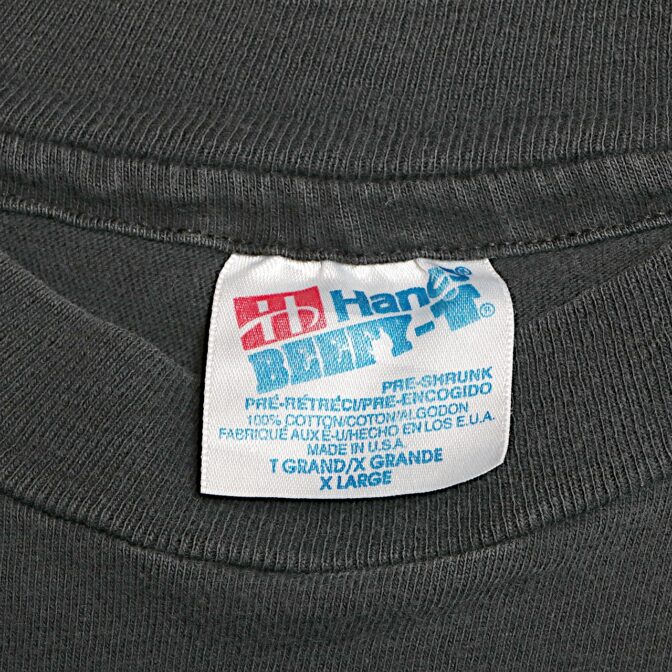 Hanes®
BEEFY-T®
PRE-SHRUNK
PRÉ-RÉTRÉCI/PRE-ENCOGIDO
100% COTTON/COTON/ALGODON
FABRIQUÉ AUX É-U/HECHO EN LOS E.U.A.
MADE IN U.S.A.
T GRAND/X GRANDE
X LARGE